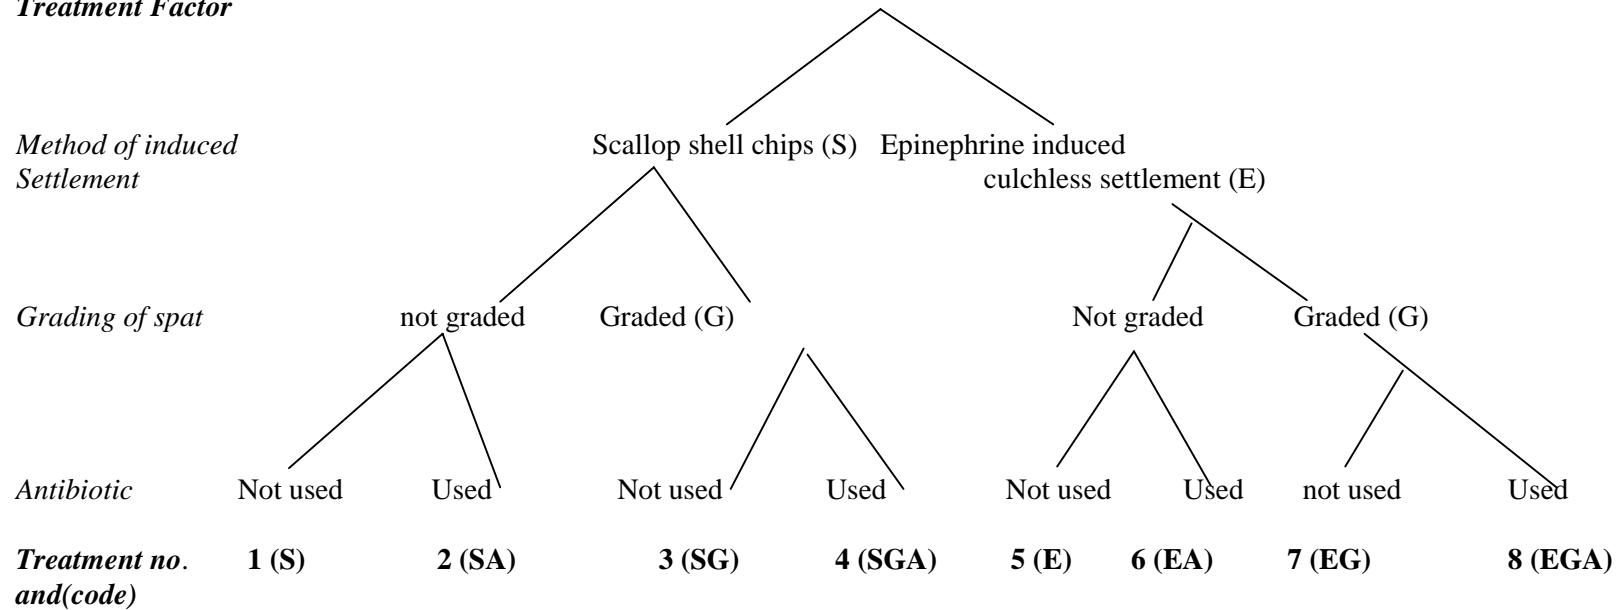 Treatment Factor
Method of induced Scallop shell chips (S) Epinephrine induced
Settlement culchless settlement (E)
Grading of spat not graded Graded (G) Not graded Graded (G)
Antibiotic Not used Used Not used Used Not used Used not used Used
Treatment no. 1 (S) 2 (SA) 3 (SG) 4 (SGA) 5 (E) 6 (EA) 7 (EG) 8 (EGA)
and(code)